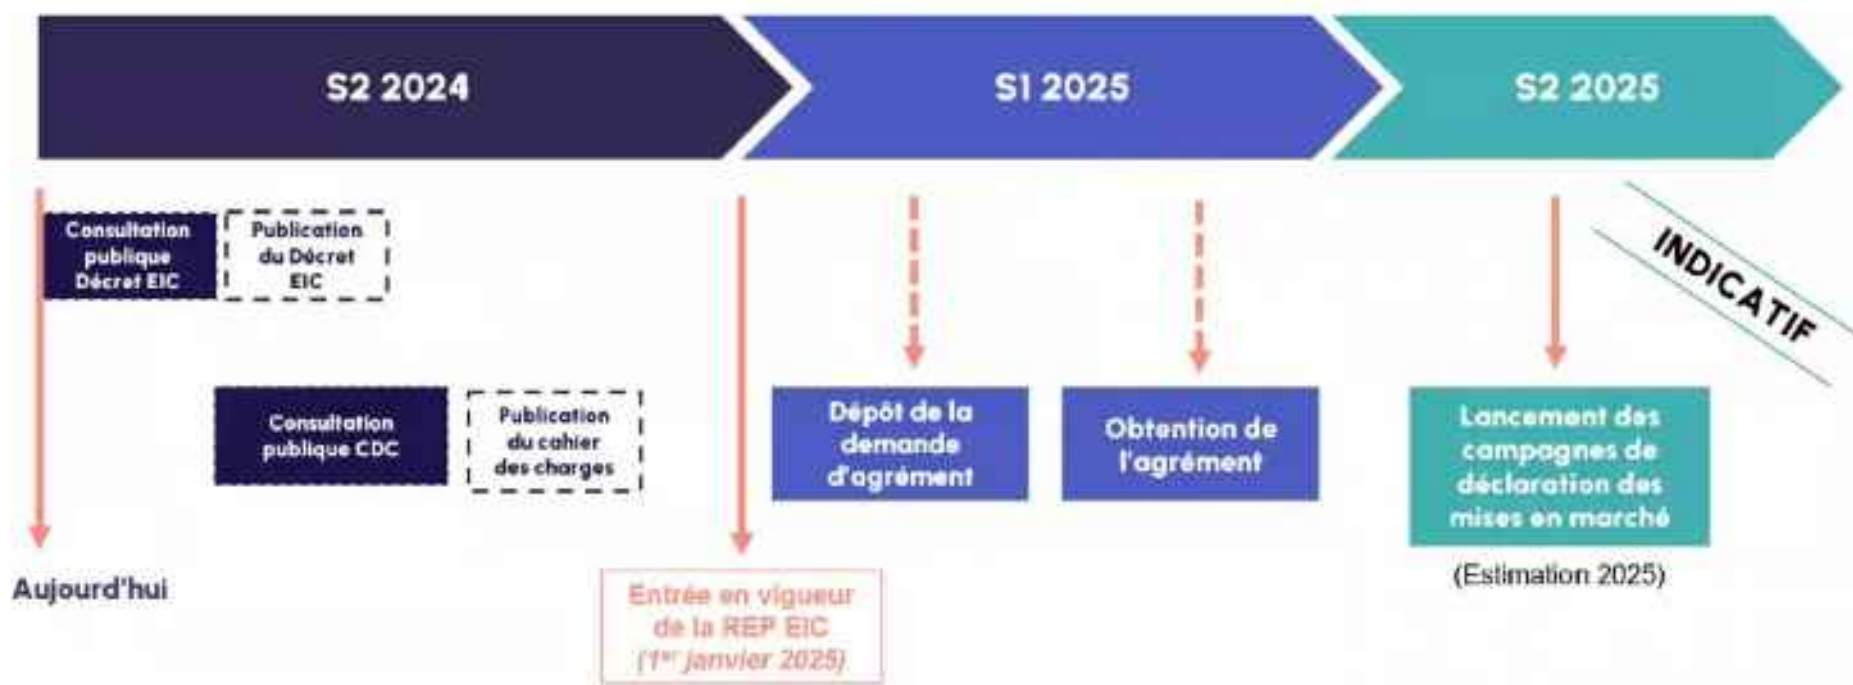 S2 2024
S1 2025
S2 2025
Consultation
publique
Décret EIC
Publication
du Décret
EIC
INDICATIF
Consultation
publique CDC
Publication
du cahier
des charges
Dépôt de la
demande
d'agrément
Obtention de
l'agrément
Lancement des
campagnes de
déclaration des
mises en marché
(Estimation 2025)
Aujourd'hui
Entrée en vigueur
de la REP EIC
(1er janvier 2025)